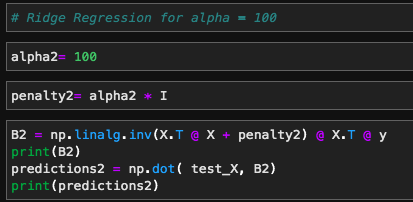 # Ridge Regression for alpha = 100
alpha2= 100
penalty2= alpha2 * I
B2 = np.linalg.inv(X.T @ X + penalty2) @ X.T @ y
print(B2)
predictions2 = np.dot( test_X, B2)
print(predictions2)